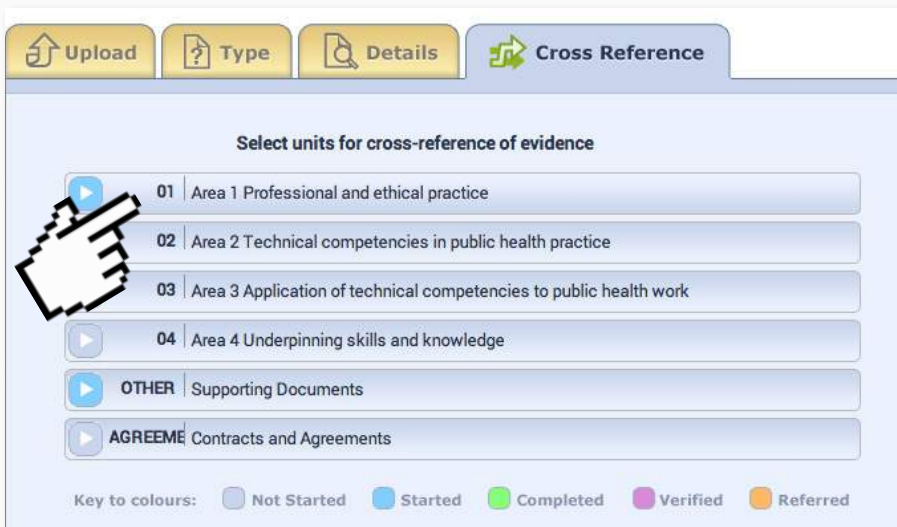 Upload Type Details Cross Reference
Select units for cross-reference of evidence
01 Area 1 Professional and ethical practice
02 Area 2 Technical competencies in public health practice
03 Area 3 Application of technical competencies to public health work
04 Area 4 Underpinning skills and knowledge
OTHER Supporting Documents
AGREEME Contracts and Agreements
Key to colours: Not Started Started Completed Verified Referred